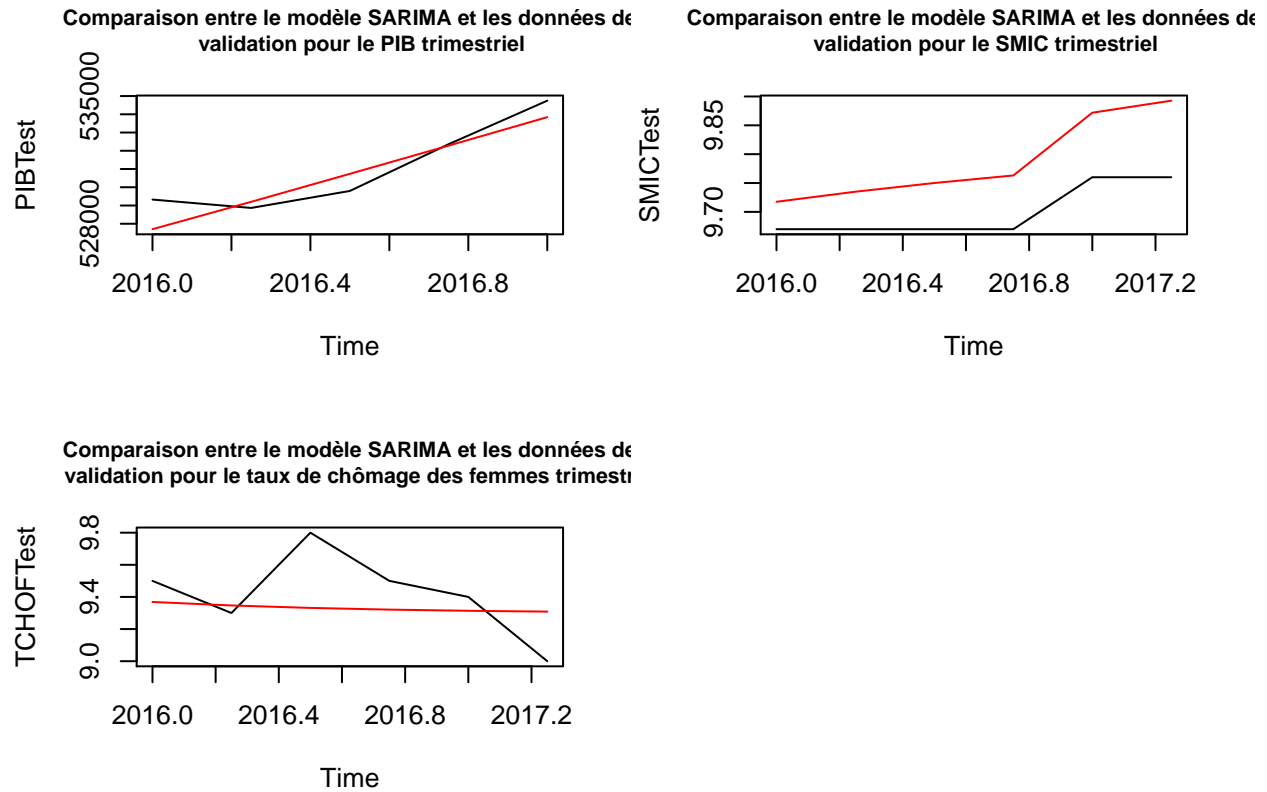 Comparaison entre le modèle SARIMA et les données de
validation pour le PIB trimestriel
PIBTest
535000
528000
2016.0 2016.4 2016.8
Time
Comparaison entre le modèle SARIMA et les données de
validation pour le SMIC trimestriel
SMICTest
9.85
9.70
2016.0 2016.4 2016.8 2017.2
Time
Comparaison entre le modèle SARIMA et les données de
validation pour le taux de chômage des femmes trimestr
TCHOFTest
9.8
9.4
9.0
2016.0 2016.4 2016.8 2017.2
Time